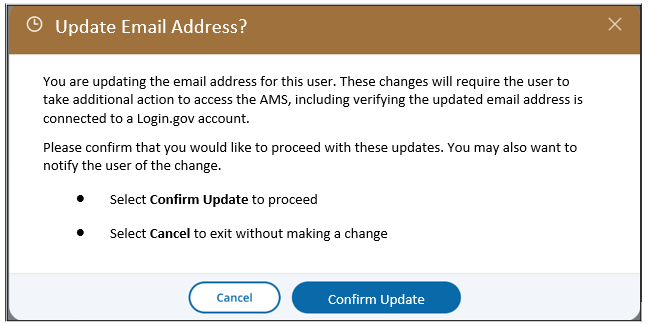 Update Email Address?
You are updating the email address for this user. These changes will require the user to
take additional action to access the AMS, including verifying the updated email address is
connected to a Login.gov account.
Please confirm that you would like to proceed with these updates. You may also want to
notify the user of the change.
● Select Confirm Update to proceed
● Select Cancel to exit without making a change
Cancel
Confirm Update